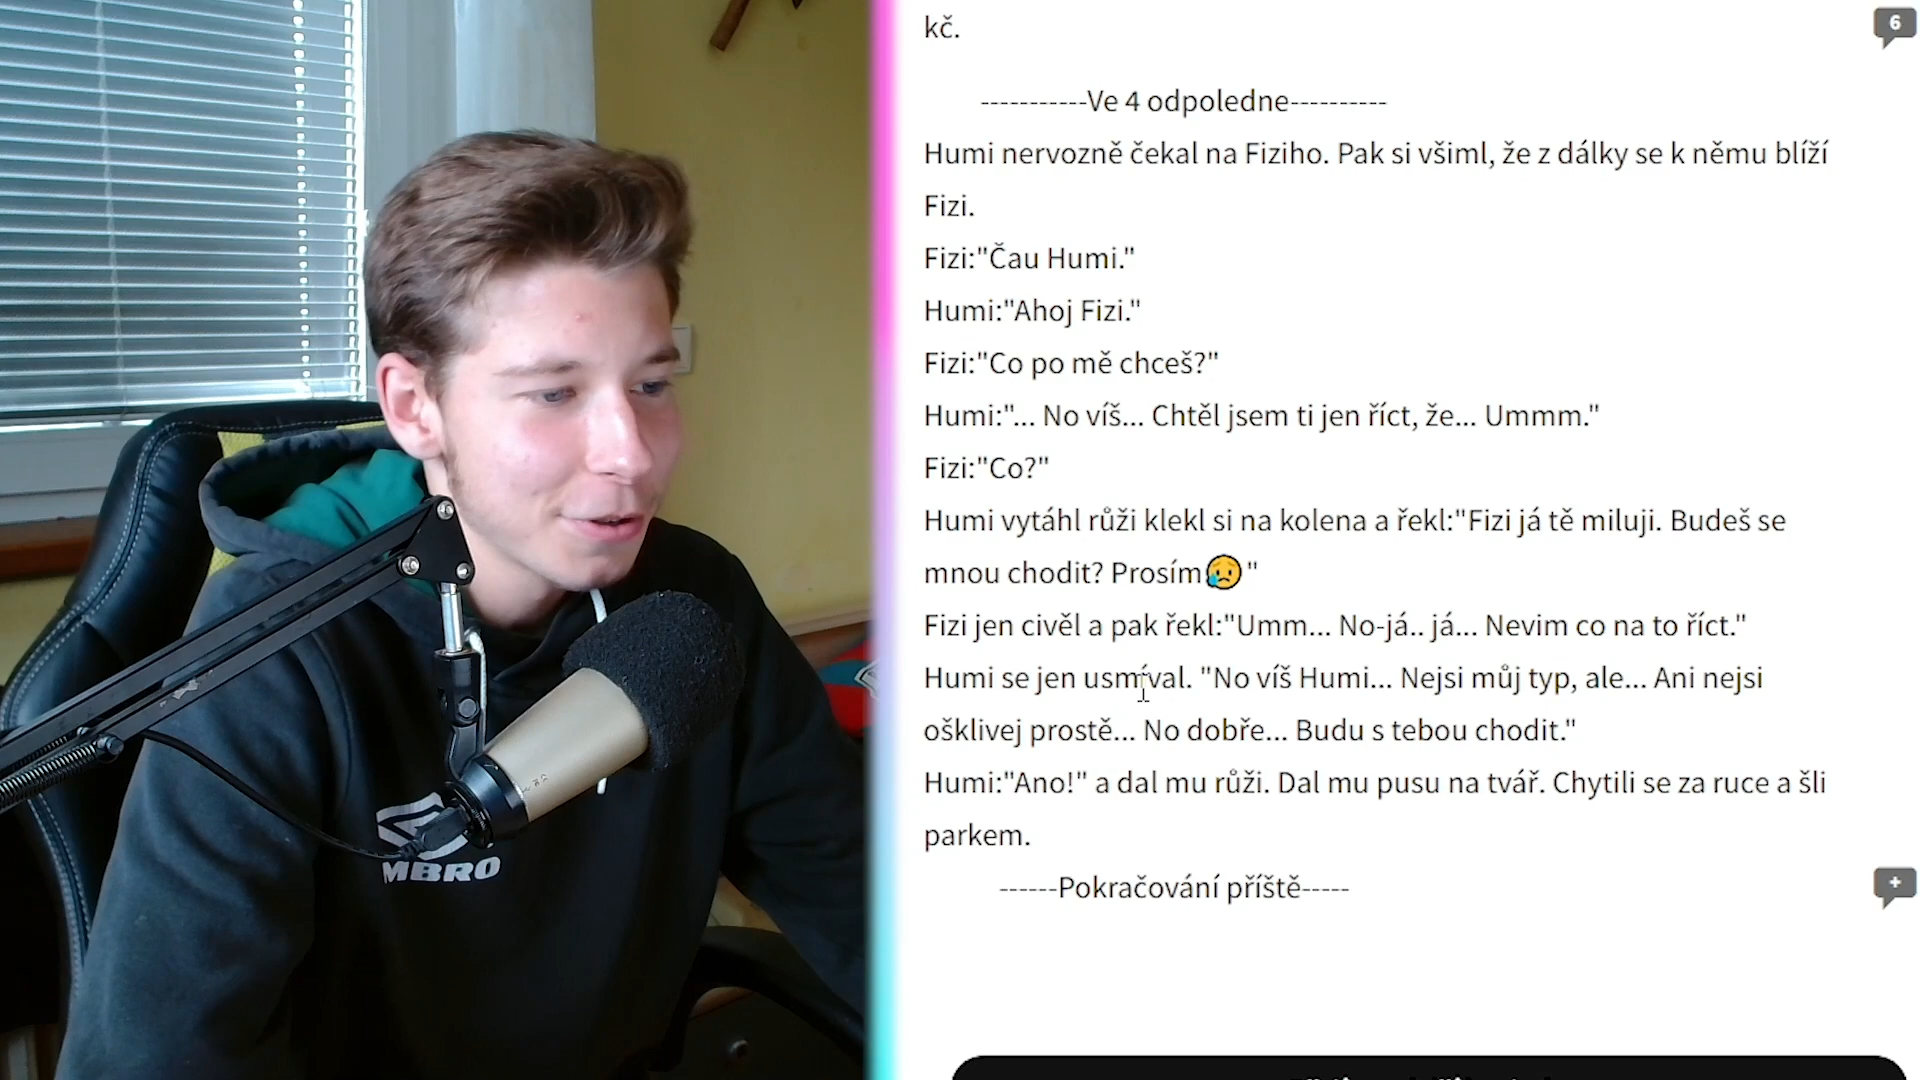 kč.
6
-----------Ve 4 odpoledne----------
Humi nervozně čekal na Fiziho. Pak si všiml, že z dálky se k němu blíží
Fizi.
Fizi:"Čau Humi."
Humi:"Ahoj Fizi."
Fizi:"Co po mě chceš?"
Humi:"... No víš... Chtěl jsem ti jen říct, že... Ummm."
Fizi:"Co?"
Humi vytáhl růži klekl si na kolena a řekl:"Fizi já tě miluji. Budeš se
mnou chodit? Prosím😥"
Fizi jen civěl a pak řekl:"Umm... No-já.. já... Nevim co na to říct."
Humi se jen usmíval. "No víš Humi... Nejsi můj typ, ale... Ani nejsi
ošklivej prostě... No dobře... Budu s tebou chodit."
Humi:"Ano!" a dal mu růži. Dal mu pusu na tvář. Chytili se za ruce a šli
parkem.
------Pokračování příště-----
+
MBRO